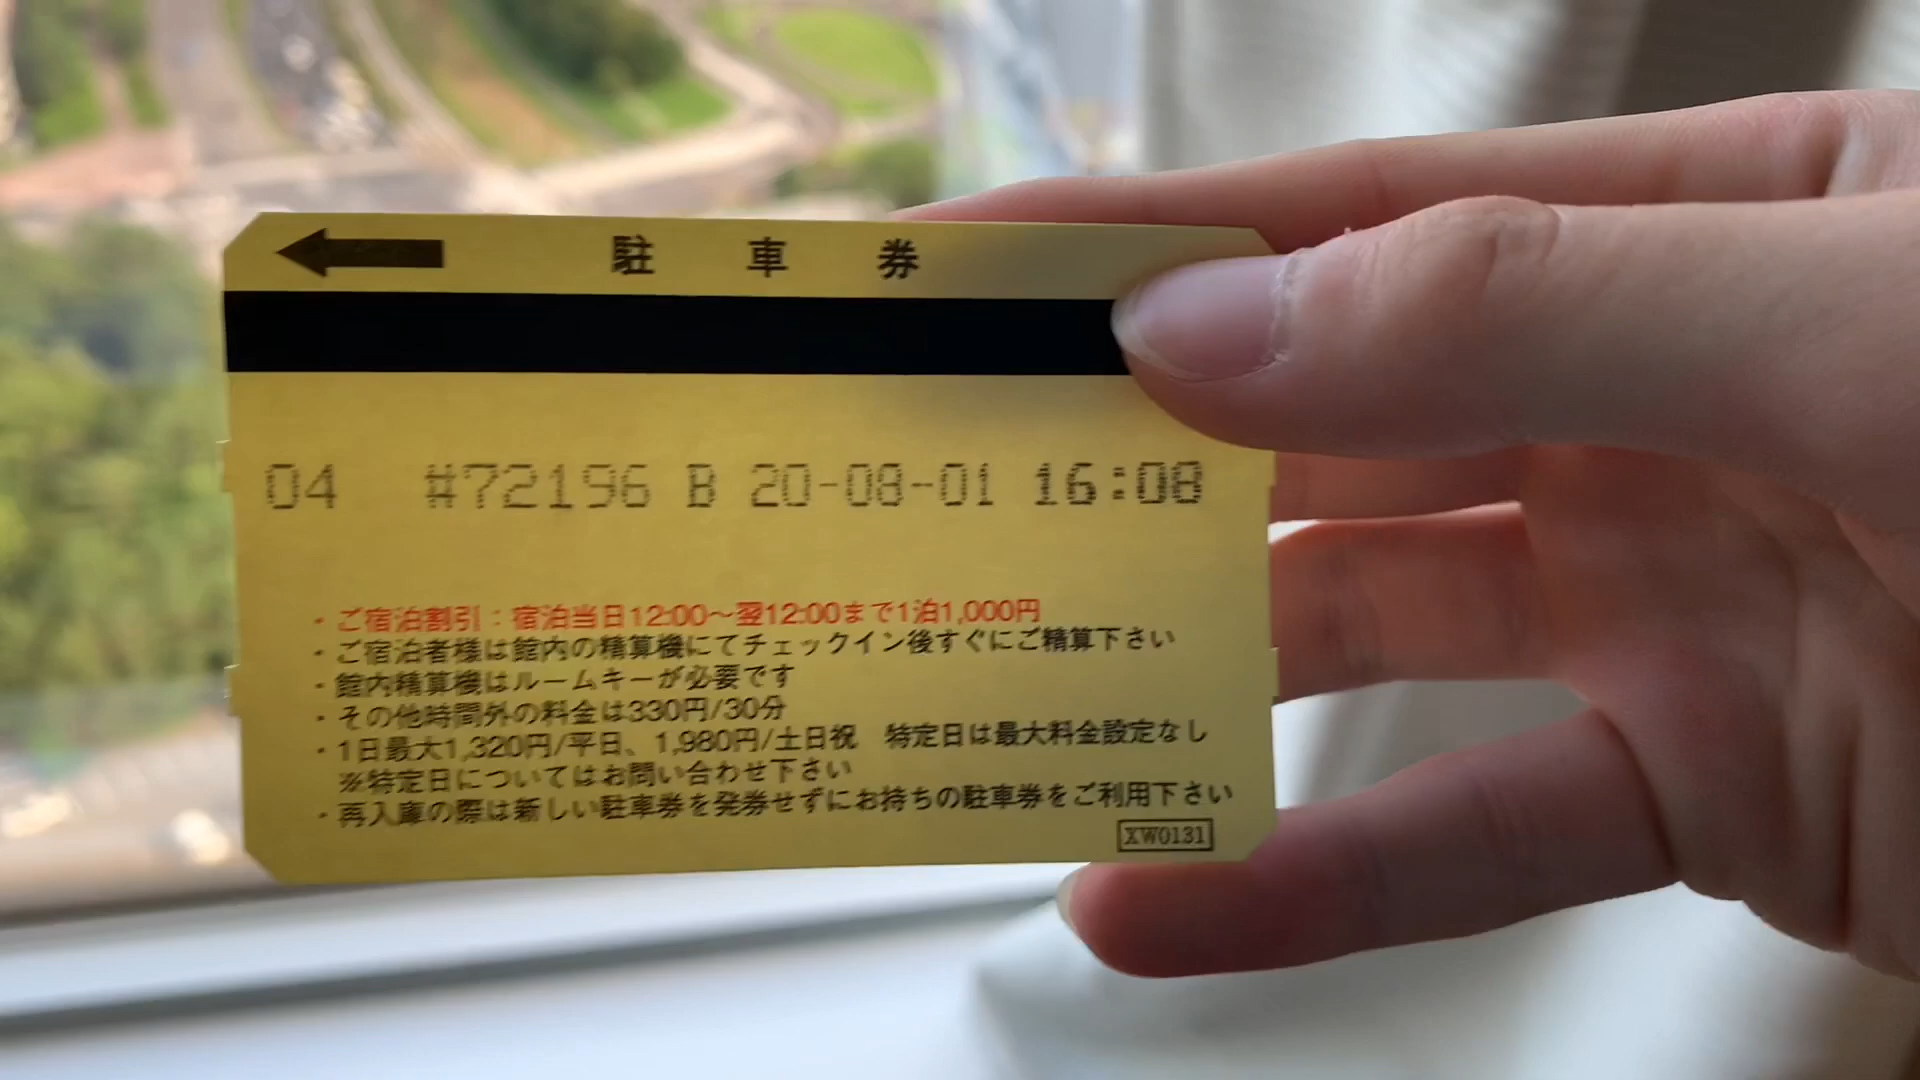 駐車券
04 #72196 B 20-08-01 16:08
・ご宿泊割引：宿泊当日12:00～翌12:00まで1泊1,000円
・ご宿泊者様は館内の精算機にてチェックイン後すぐにご精算下さい
・館内精算機はルームキーが必要です
・その他時間外の料金は330円/30分
・1日最大1,320円/平日、1,980円/土日祝 特定日は最大料金設定なし
※特定日についてはお問い合わせ下さい
・再入庫の際は新しい駐車券を発券せずにお持ちの駐車券をご利用下さい
XW0131